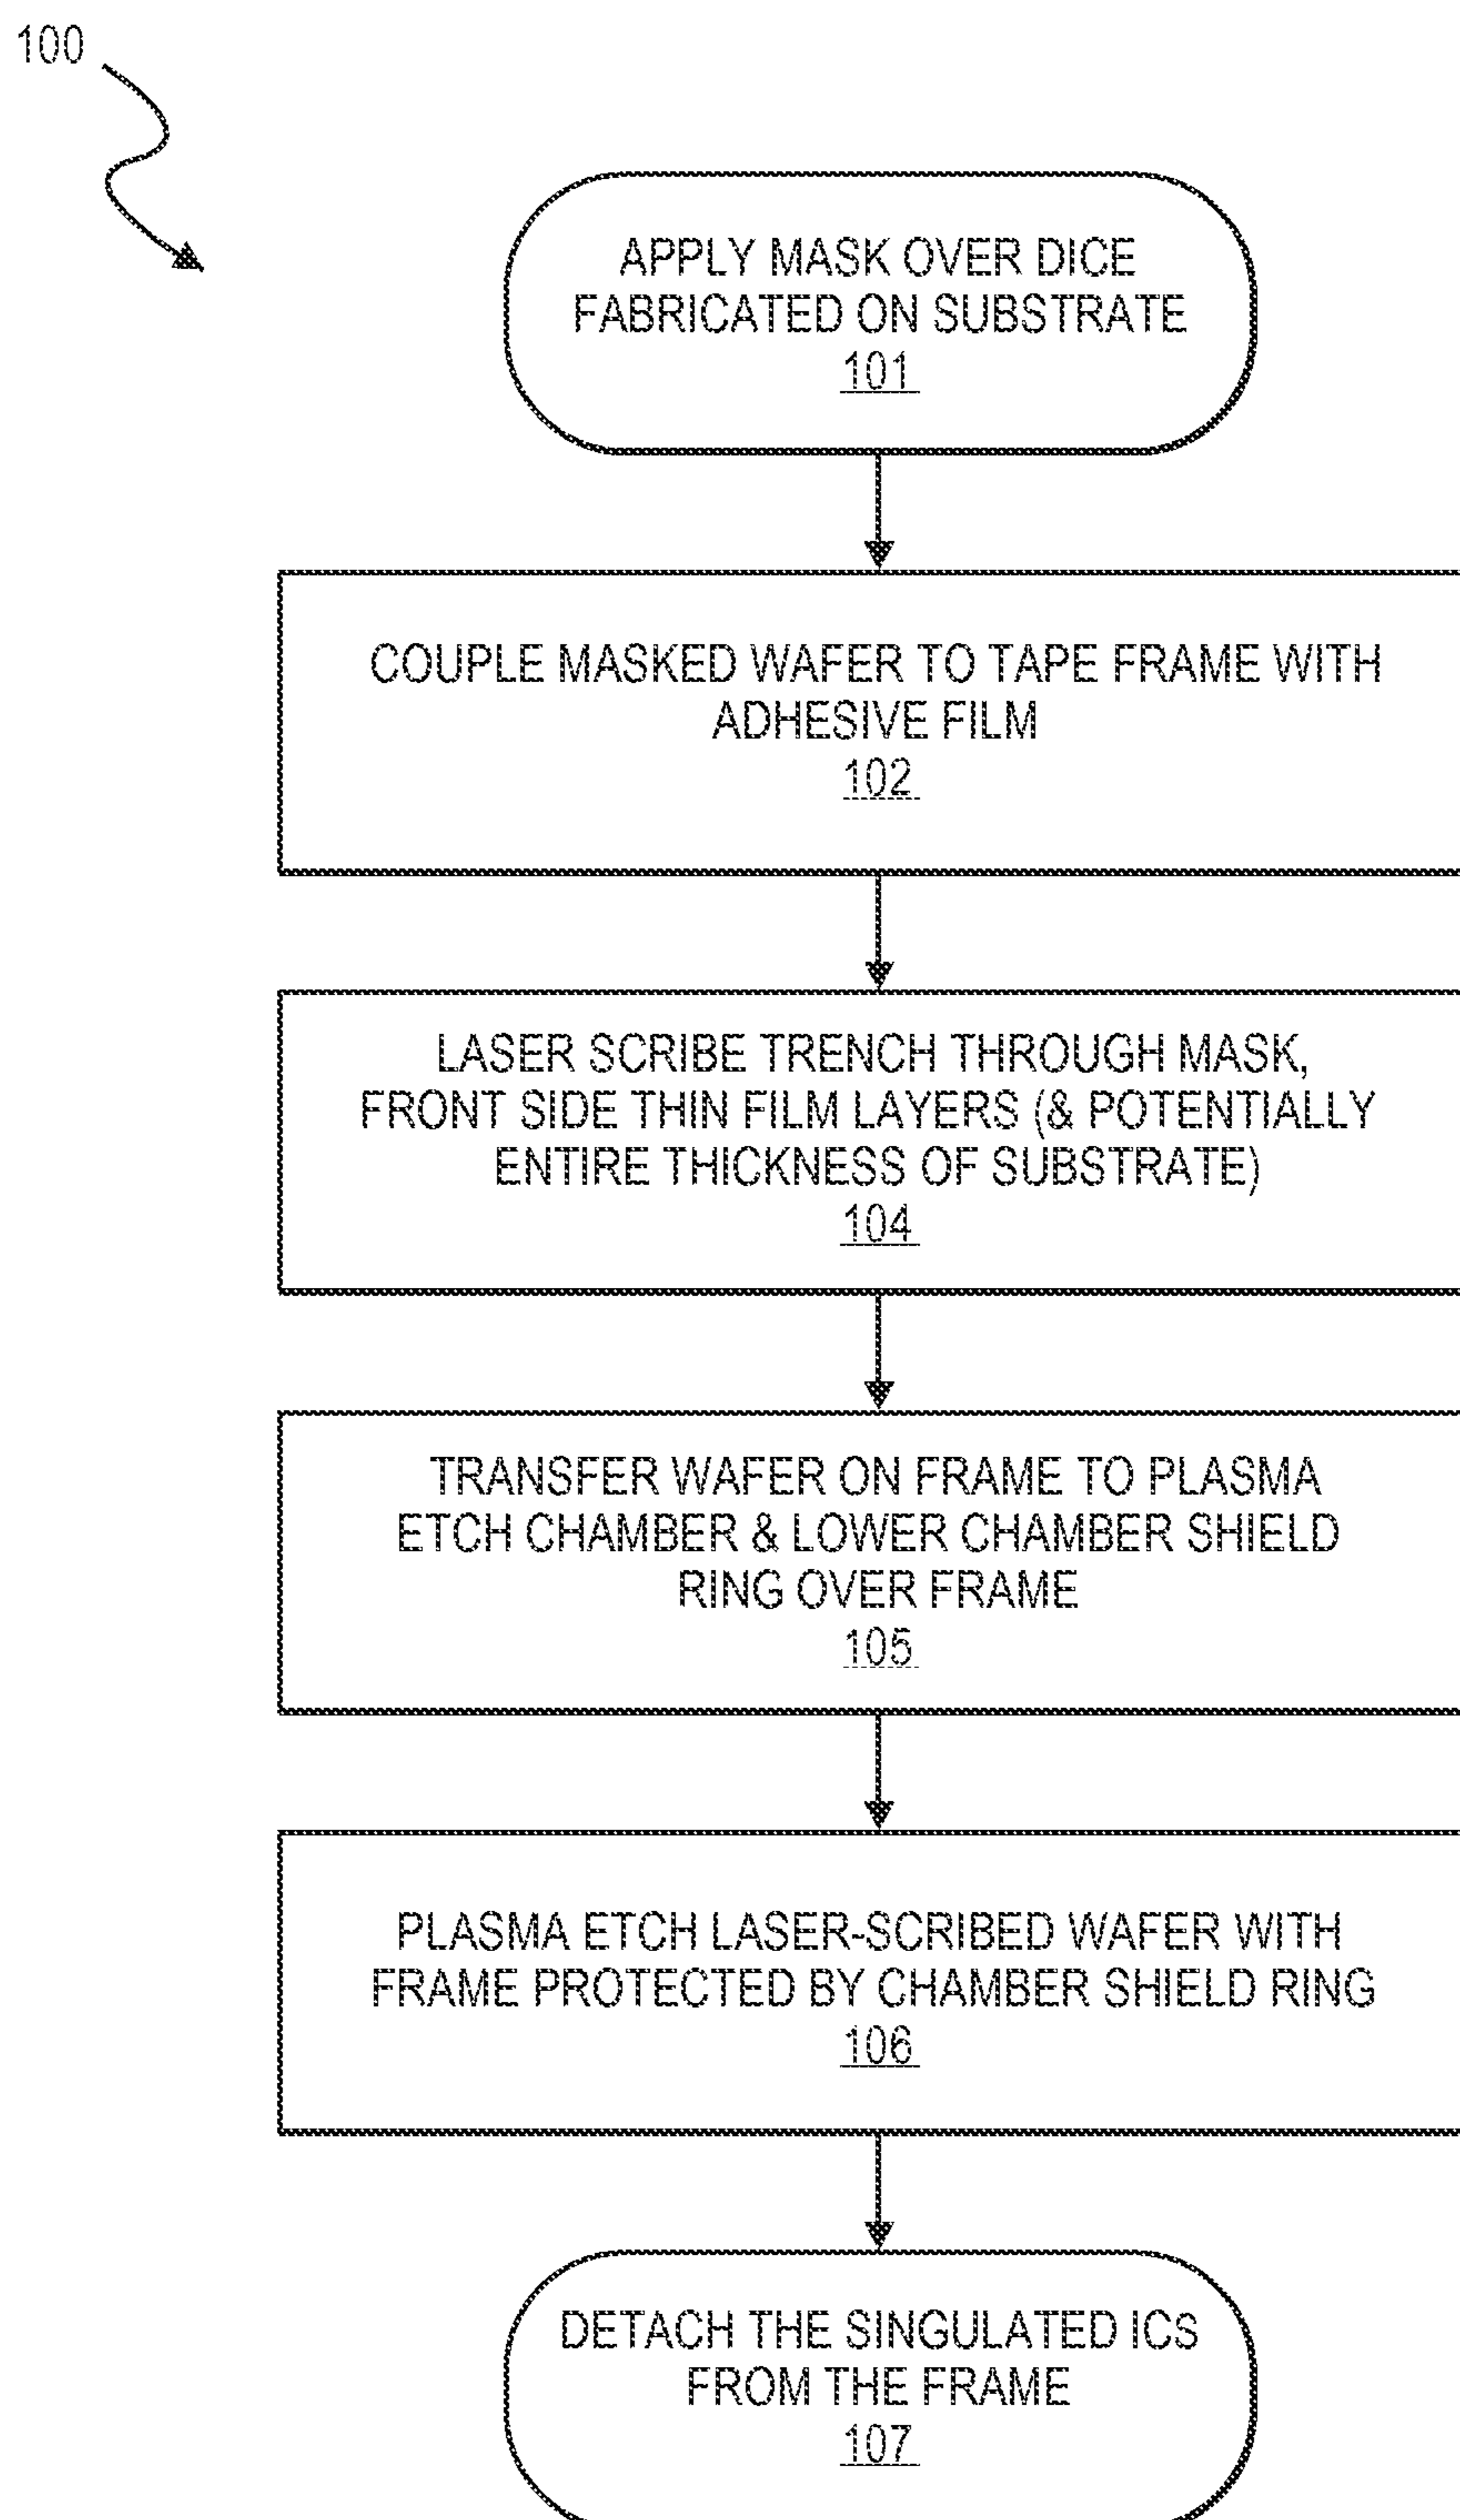 100
APPLY MASK OVER DICE
FABRICATED ON SUBSTRATE
101
COUPLE MASKED WAFER TO TAPE FRAME WITH
ADHESIVE FILM
102
LASER SCRIBE TRENCH THROUGH MASK,
FRONT SIDE THIN FILM LAYERS (& POTENTIALLY
ENTIRE THICKNESS OF SUBSTRATE)
104
TRANSFER WAFER ON FRAME TO PLASMA
ETCH CHAMBER & LOWER CHAMBER SHIELD
RING OVER FRAME
105
PLASMA ETCH LASER-SCRIBED WAFER WITH
FRAME PROTECTED BY CHAMBER SHIELD RING
106
DETACH THE SINGULATED ICS
FROM THE FRAME
107